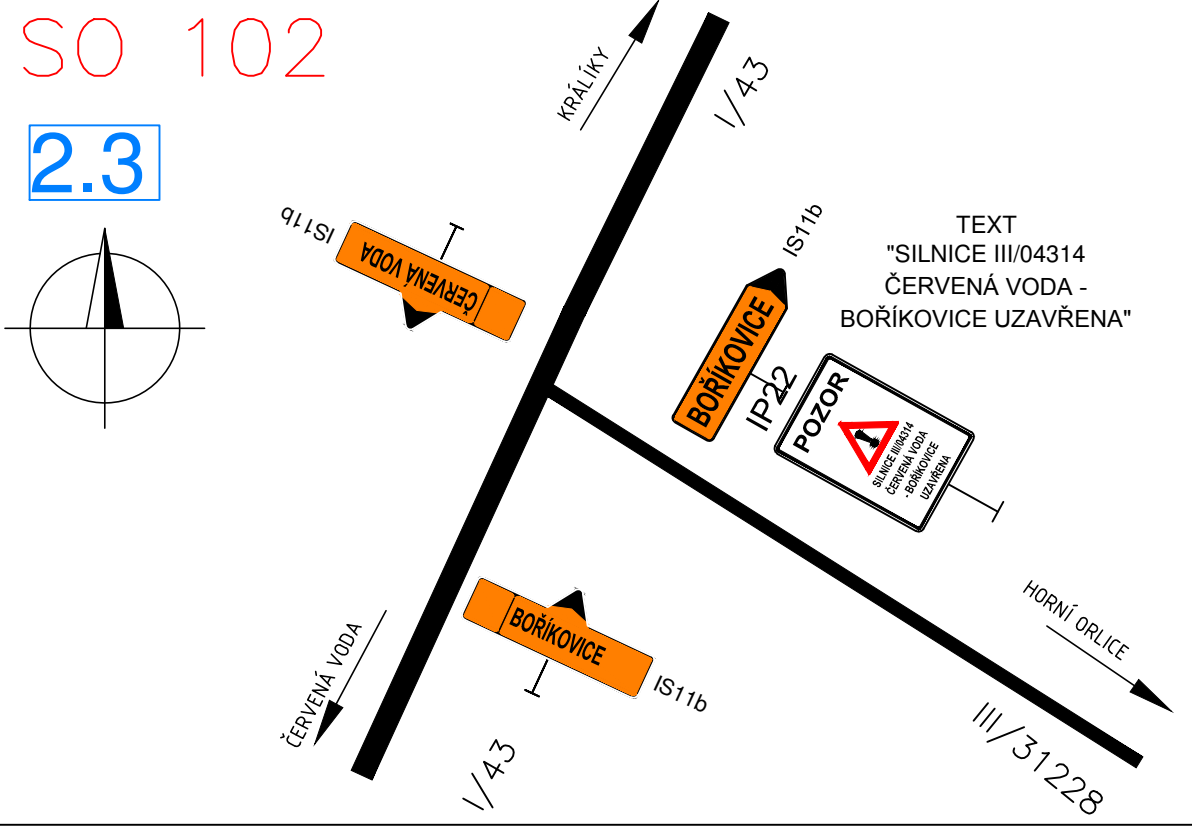 SO 102
2.3
KRÁLÍKY
I/43
IS11b
ČERVENÁ VODA
IS11b
BOŘÍKOVICE
IP22
TEXT
"SILNICE III/04314
ČERVENÁ VODA -
BOŘÍKOVICE UZAVŘENA"
POZOR
SILNICE III/04314
ČERVENÁ VODA
- BOŘÍKOVICE
UZAVŘENA
BOŘÍKOVICE
IS11b
ČERVENÁ VODA
I/43
HORNÍ ORLICE
III/31228